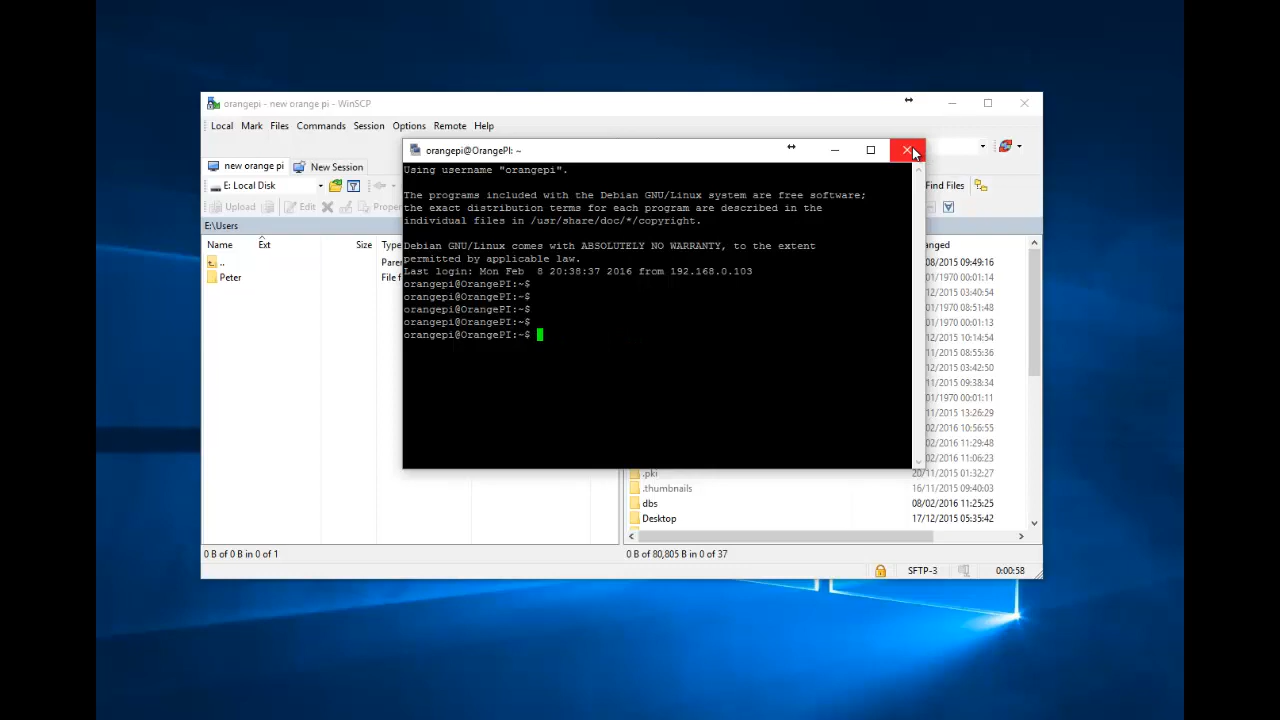 orangepi - new orange pi - WinSCP
Local Mark Files Commands Session Options Remote Help
orangepi@OrangePI: ~
new orange pi New Session
E: Local Disk
Find Files
Upload Edit Proper
E:\Users
Name Ext Size Type
anged
..
Paren
Peter
File f
Using username "orangepi".
The programs included with the Debian GNU/Linux system are free software;
the exact distribution terms for each program are described in the
individual files in /usr/share/doc/*/copyright.
Debian GNU/Linux comes with ABSOLUTELY NO WARRANTY, to the extent
permitted by applicable law.
Last login: Mon Feb  8 20:38:37 2016 from 192.168.0.103
orangepi@OrangePI:~$
orangepi@OrangePI:~$
orangepi@OrangePI:~$
orangepi@OrangePI:~$
orangepi@OrangePI:~$
08/2015 09:49:16
01/1970 00:01:14
12/2015 03:40:54
01/1970 08:51:48
01/1970 00:01:13
12/2015 10:14:54
11/2015 08:55:36
12/2015 03:42:50
11/2015 09:38:34
01/1970 00:01:11
11/2015 13:26:29
02/2016 10:56:55
02/2016 11:29:48
02/2016 11:06:23
.pki 20/11/2015 01:32:27
.thumbnails 16/11/2015 09:40:03
dbs 08/02/2016 11:25:25
Desktop 17/12/2015 05:35:42
0 B of 0 B in 0 of 1
0 B of 80,805 B in 0 of 37
SFTP-3 0:00:58